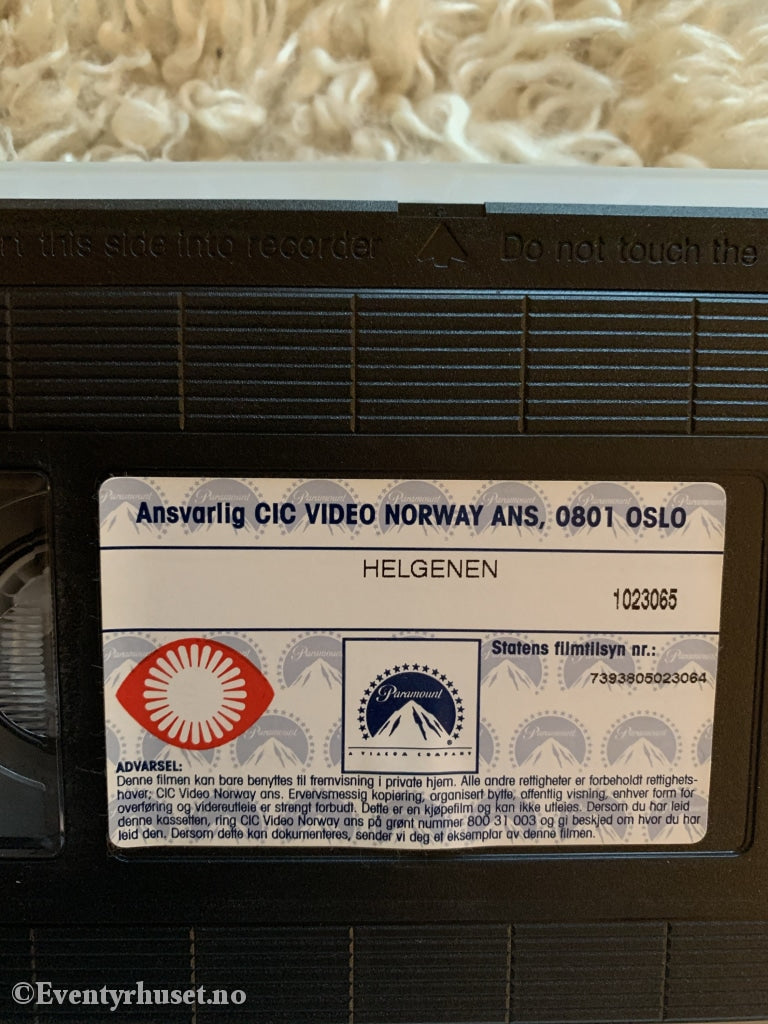 rt this side into recorder Do not touch the
Ansvarlig CIC VIDEO NORWAY ANS, 0801 OSLO
HELGENEN
1023065
Statens filmtilsyn nr.:
7393805023064
Paramount
A VIACOM COMPANY
ADVARSEL:
Denne filmen kan bare benyttes til fremvisning i private hjem. Alle andre rettigheter er forbeholdt rettighets-
haver; CIC Video Norway ans. Ervervsmessig kopiering, organisert bytte, offentlig visning, enhver form for
overføring og videreutleie er strengt forbudt. Dette er en kjøpefilm og kan ikke utleies. Dersom du har leid
denne kassetten, ring CIC Video Norway ans på grønt nummer 800 31 003 og gi beskjed om hvor du har
leid den. Dersom dette kan dokumenteres, sender vi deg et eksemplar av denne filmen.
©Eventyrhuset.no